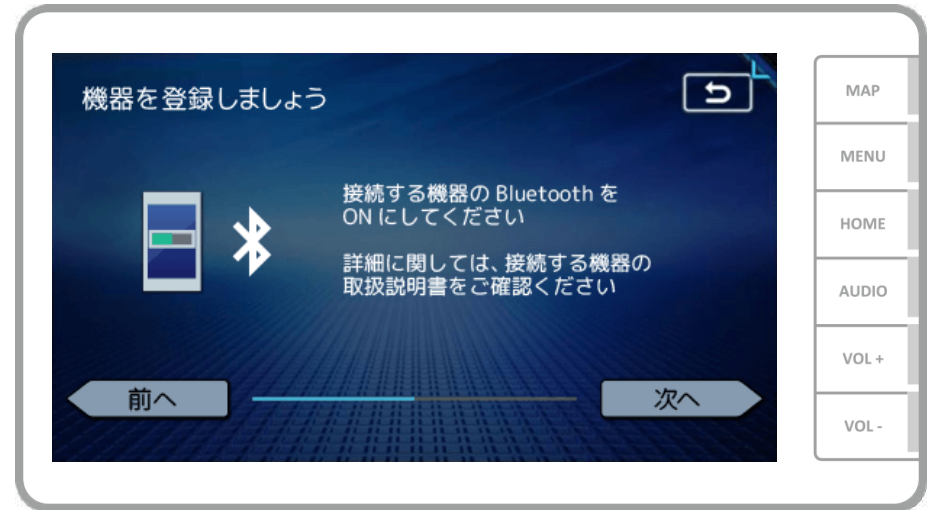 機器を登録しましょう
接続する機器の Bluetooth を
ON にしてください
詳細に関しては、接続する機器の
取扱説明書をご確認ください
前へ
次へ
MAP
MENU
HOME
AUDIO
VOL +
VOL -